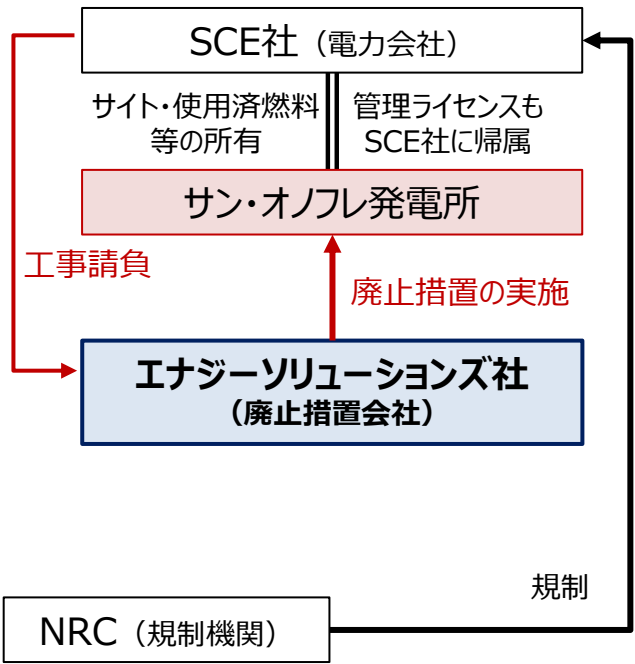 SCE社（電力会社）
サイト・使用済燃料
等の所有
管理ライセンスも
SCE社に帰属
サン・オノフレ発電所
工事請負
廃止措置の実施
エナジーソリューションズ社
（廃止措置会社）
規制
NRC（規制機関）